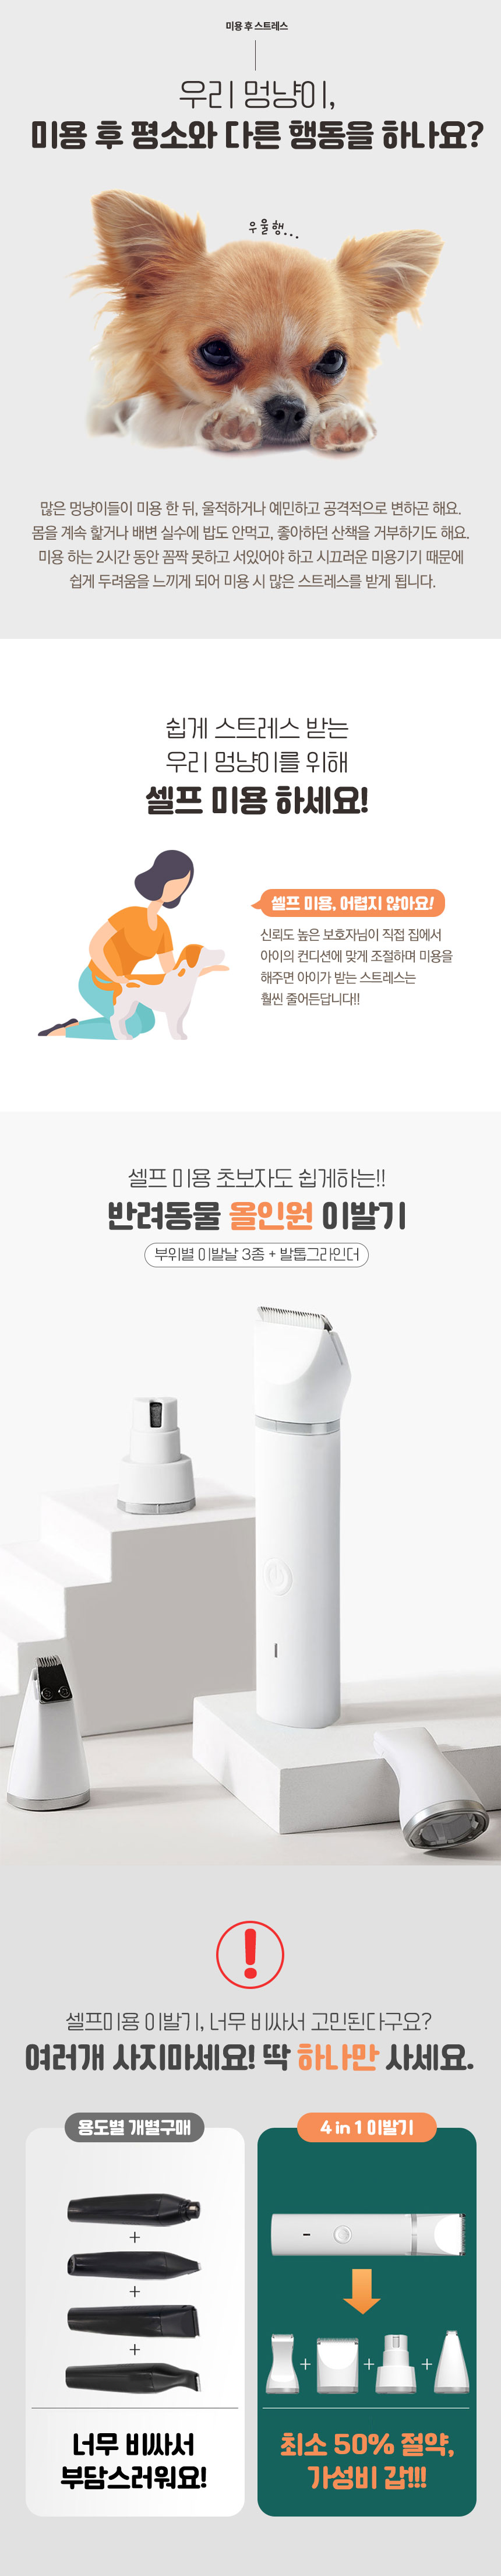 미용 후 스트레스
우리 멍냥이,
미용 후 평소와 다른 행동을 하나요?
우울행...
많은 멍냥이들이 미용 한 뒤, 울적하거나 예민하고 공격적으로 변하곤 해요.
몸을 계속 핥거나 배변 실수에 밥도 안먹고, 좋아하던 산책을 거부하기도 해요.
미용 하는 2시간 동안 꼼짝 못하고 서있어야 하고 시끄러운 미용기기 때문에
쉽게 두려움을 느끼게 되어 미용 시 많은 스트레스를 받게 됩니다.
쉽게 스트레스 받는
우리 멍냥이를 위해
셀프 미용 하세요!
셀프 미용, 어렵지 않아요!
신뢰도 높은 보호자님이 직접 집에서
아이의 컨디션에 맞게 조절하며 미용을
해주면 아이가 받는 스트레스는
훨씬 줄어든답니다!!
셀프 미용 초보자도 쉽게하는!!
반려동물 올인원 이발기
부위별 이발날 3종 + 발톱그라인더
!
셀프미용 이발기, 너무 비싸서 고민된다구요?
여러개 사지마세요! 딱 하나만 사세요.
용도별 개별구매
+
+
+
너무 비싸서
부담스러워요!
4 in 1 이발기
+ + +
최소 50% 절약,
가성비 갑!!!